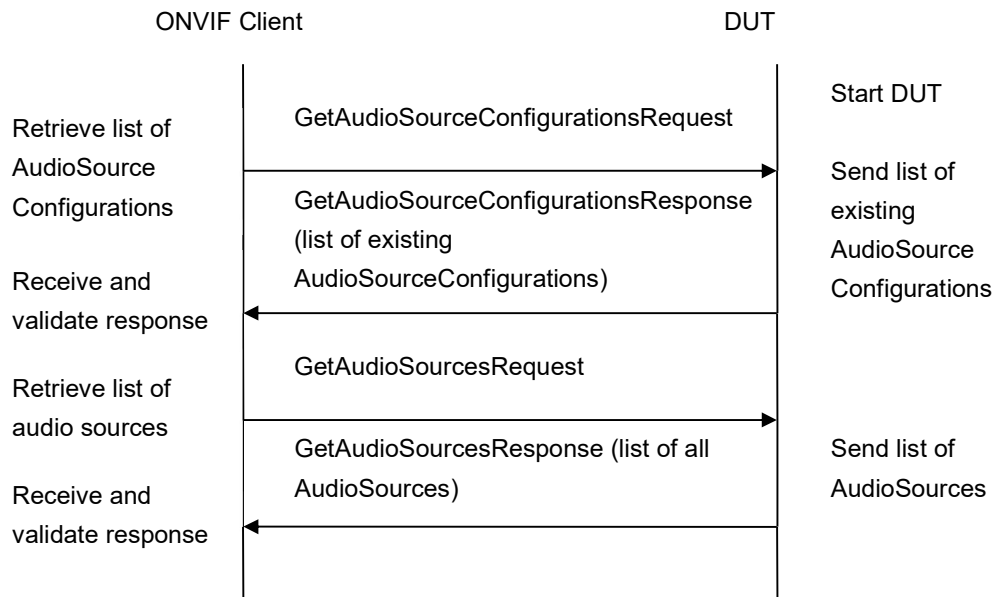 ONVIF Client
DUT
Start DUT
Retrieve list of
AudioSource
Configurations
GetAudioSourceConfigurationsRequest
Send list of
existing
AudioSource
Configurations
GetAudioSourceConfigurationsResponse
(list of existing
AudioSourceConfigurations)
Receive and
validate response
GetAudioSourcesRequest
Retrieve list of
audio sources
GetAudioSourcesResponse (list of all
AudioSources)
Send list of
AudioSources
Receive and
validate response